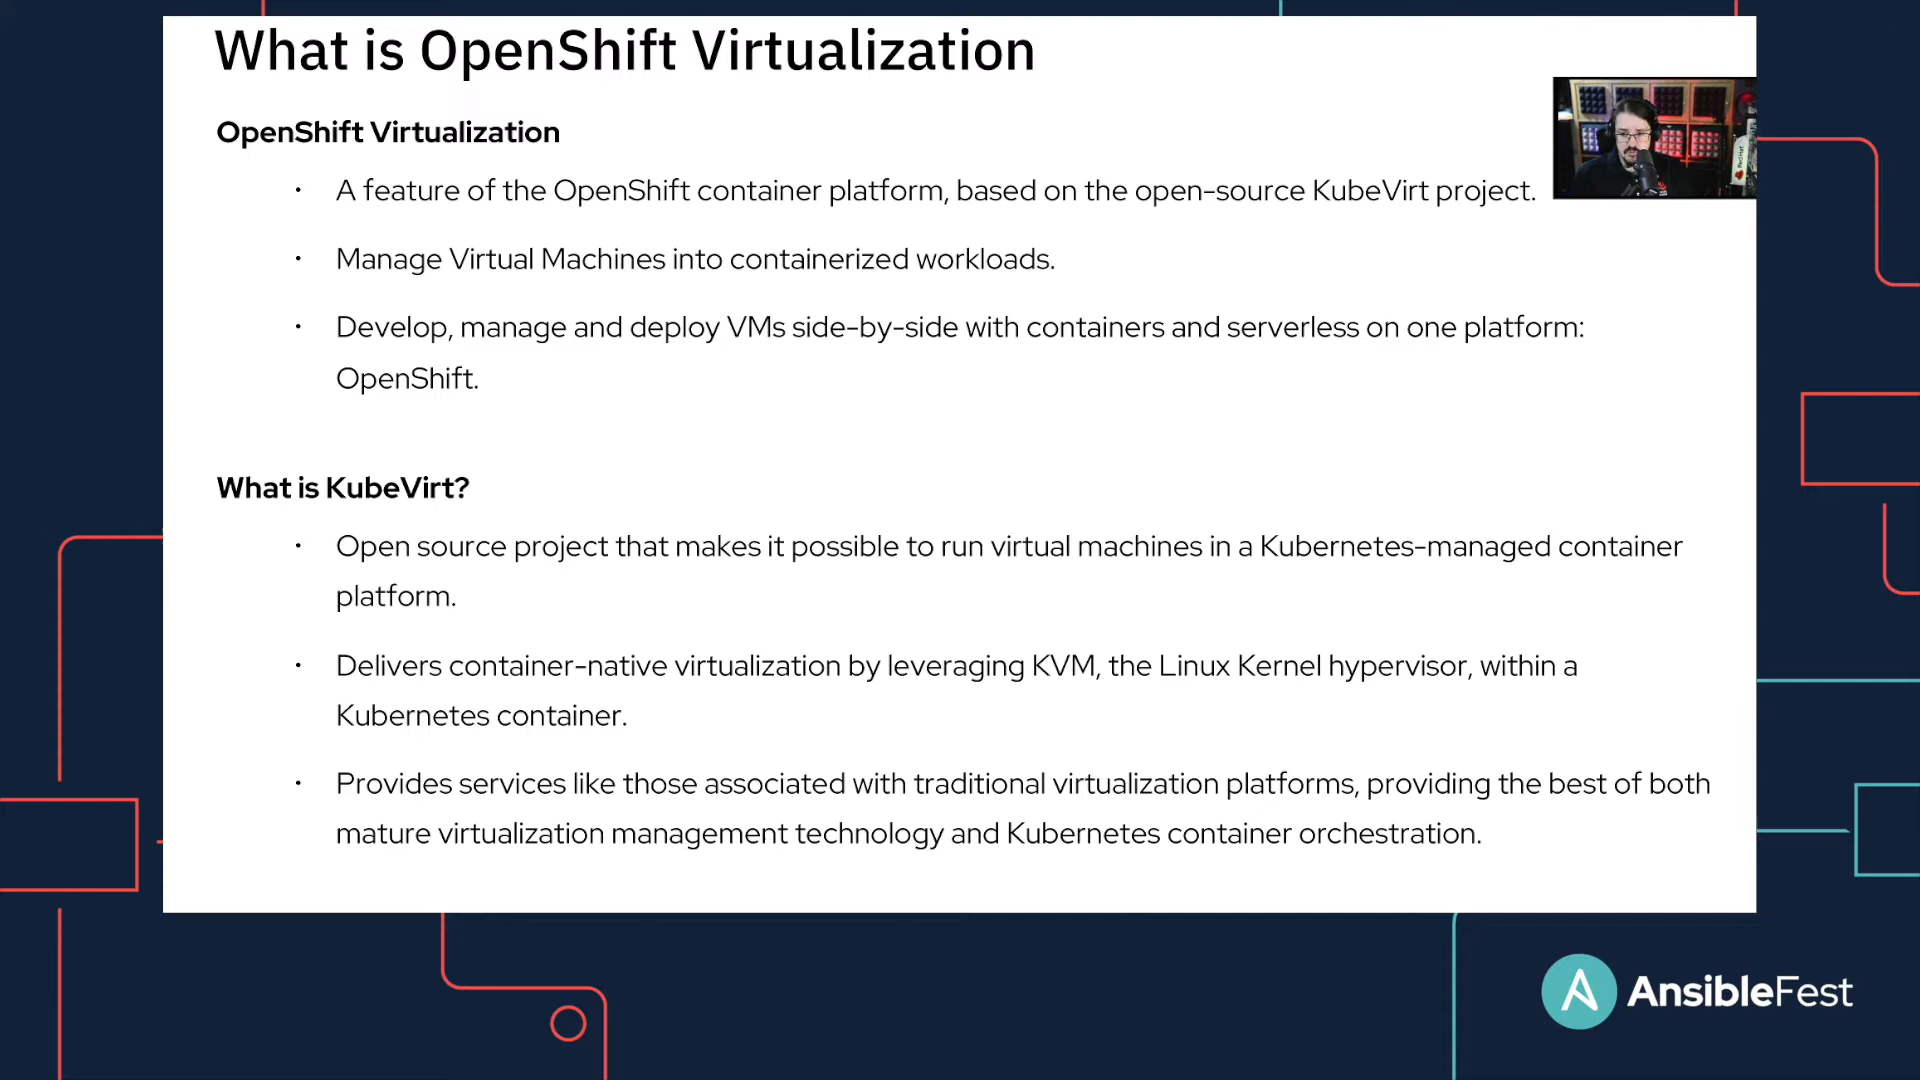 What is OpenShift Virtualization
OpenShift Virtualization
• A feature of the OpenShift container platform, based on the open-source KubeVirt project.
• Manage Virtual Machines into containerized workloads.
• Develop, manage and deploy VMs side-by-side with containers and serverless on one platform:
OpenShift.
What is KubeVirt?
• Open source project that makes it possible to run virtual machines in a Kubernetes-managed container
platform.
• Delivers container-native virtualization by leveraging KVM, the Linux Kernel hypervisor, within a
Kubernetes container.
• Provides services like those associated with traditional virtualization platforms, providing the best of both
mature virtualization management technology and Kubernetes container orchestration.
AnsibleFest